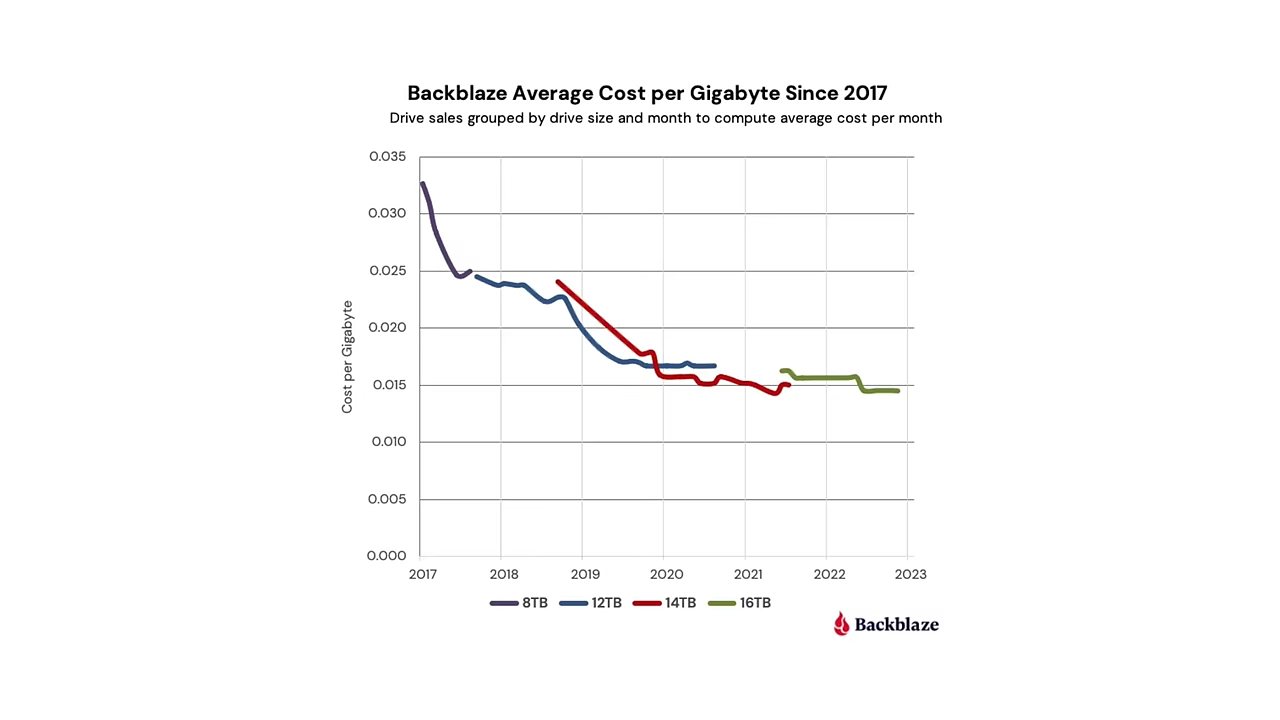 Backblaze Average Cost per Gigabyte Since 2017
Drive sales grouped by drive size and month to compute average cost per month
Cost per Gigabyte
0.035
0.030
0.025
0.020
0.015
0.010
0.005
0.000
2017 2018 2019 2020 2021 2022 2023
8TB 12TB 14TB 16TB
Backblaze